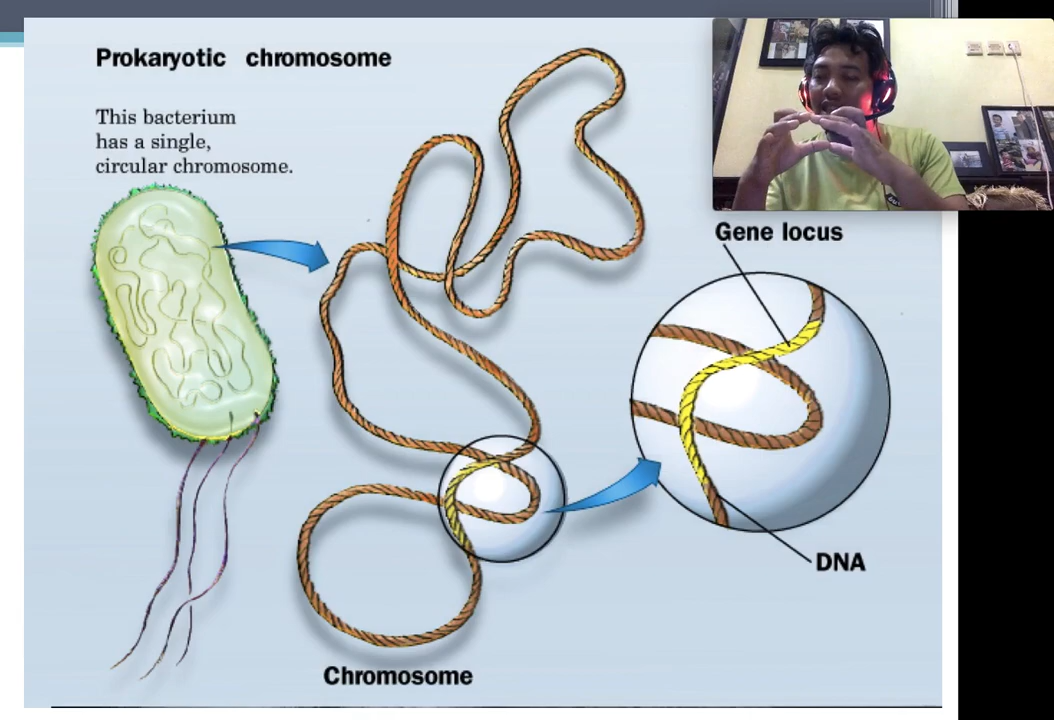 Prokaryotic chromosome
This bacterium
has a single,
circular chromosome.
Gene locus
DNA
Chromosome